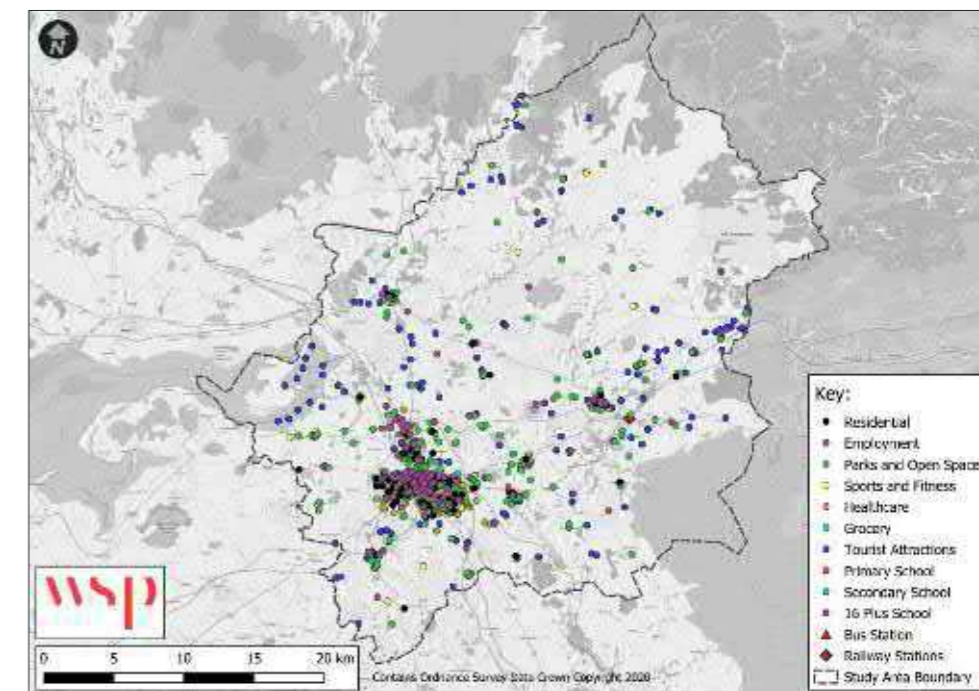 N
Key:
Residential
Employment
Parks and Open Space
Sports and Fitness
Healthcare
Grocery
Tourist Attractions
Primary School
Secondary School
16 Plus School
Bus Station
Railway Stations
Study Area Boundary
wsp
0 5 10 15 20 km
Contains Ordnance Survey Data Crown Copyright 2020